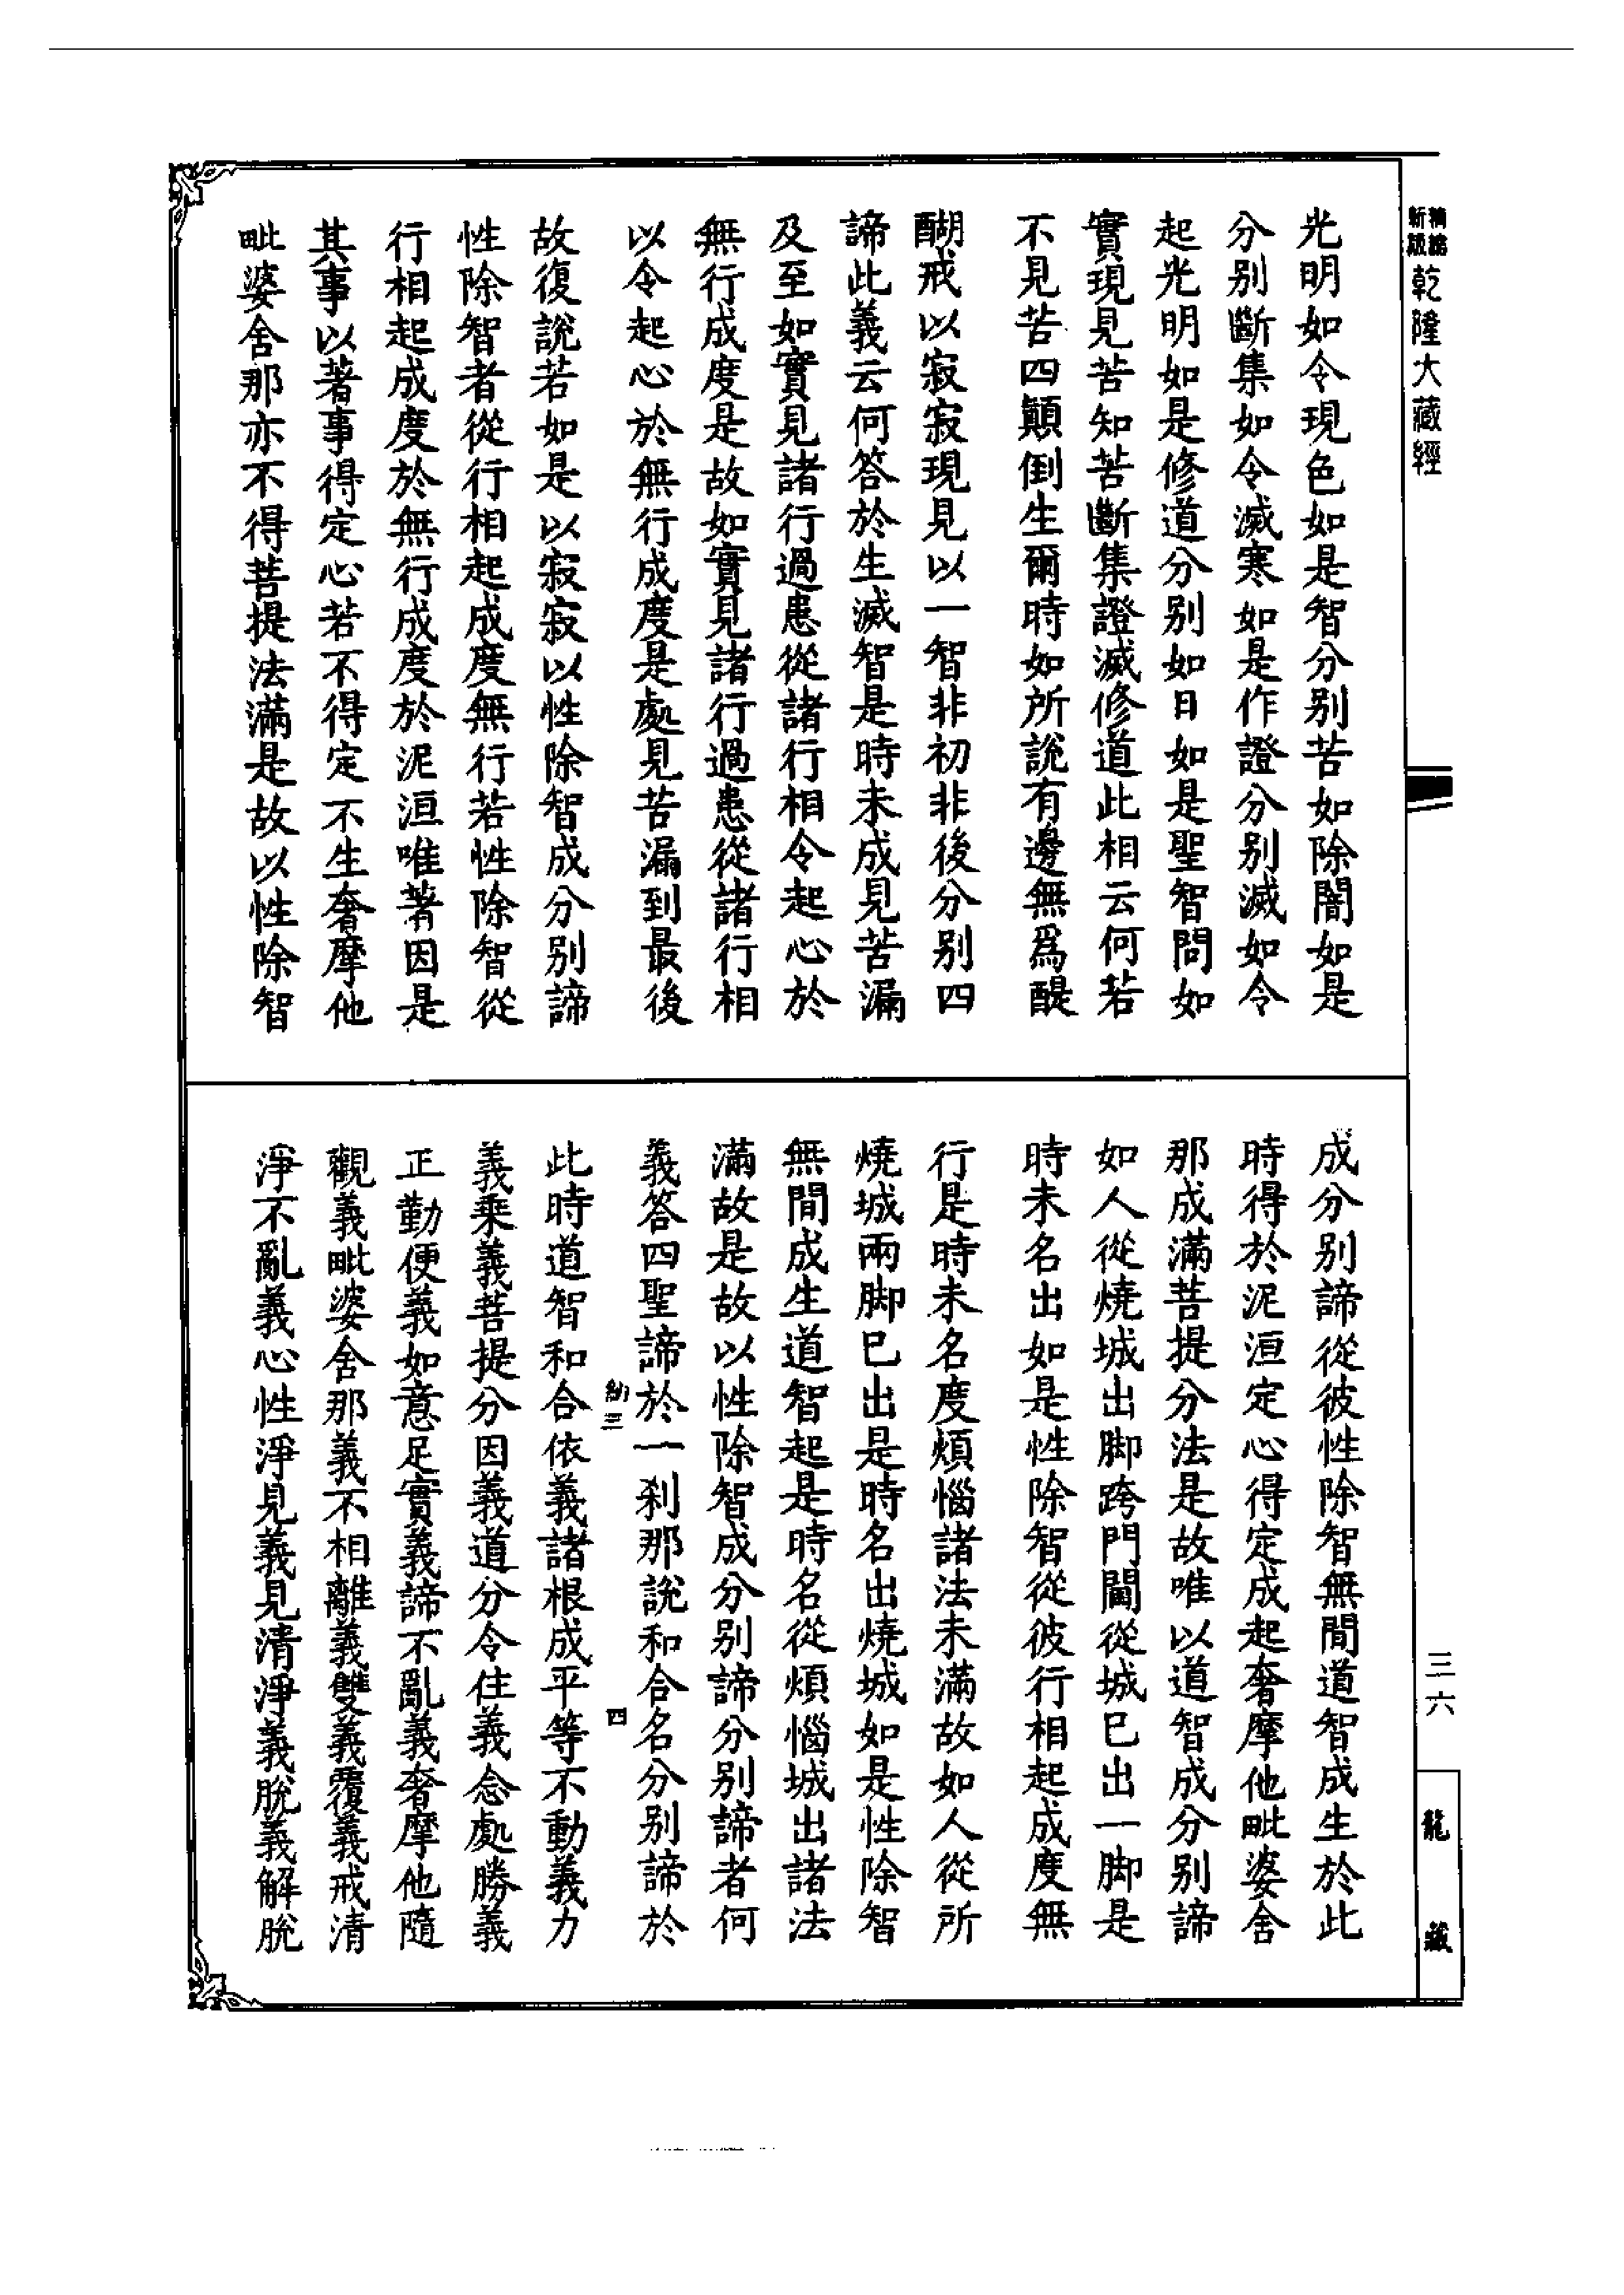 乾隆大藏經
光明如令現色如是智分別苦如除闇如是
分別斷集如令滅寒如是作證分別滅如令
起光明如是修道分別如日如是聖智問如
實現見苦知苦斷集證滅修道此相云何若
不見苦四顛倒生爾時如所說有邊無爲醍
醐戒以寂寂現見以一智非初非後分別四
諦此義云何答於生滅智是時未成見苦漏
及至如實見諸行過患從諸行相令起心於
無行成度是故如實見諸行過患從諸行相
以令起心於無行成度是處見苦漏到最後
故復說若如是以寂寂以性除智成分別諦
性除智者從行相起成度無行若性除智從
行相起成度於無行成度於泥洹唯著因是
其事以著事得定心若不得定不生奢摩他
毗婆舍那亦不得菩提法滿是故以性除智
成分別諦從彼性除智無間道智成生於此
時得於泥洹定心得定成起奢摩他毗婆舍
那成滿菩提分法是故唯以道智成分別諦
如人從燒城出脚跨門閫從城已出一脚是
時未名出如是性除智從彼行相起成度無
行是時未名度煩惱諸法未滿故如人從所
燒城兩脚已出是時名出燒城如是性除智
無間成生道智起是時名從煩惱城出諸法
滿故是故以性除智成分別諦分別諦者何
義答四聖諦於一刹那說和合名分別諦於
此時道智和合依義諸根成平等不動義力
義乘義菩提分因義道分令住義念處勝義
正勤便義如意足實義諦不亂義奢摩他隨
觀義毗婆舍那義不相離義雙義覆義戒清
淨不亂義心性淨見義見清淨義脫義解脫
四
三六
龍藏